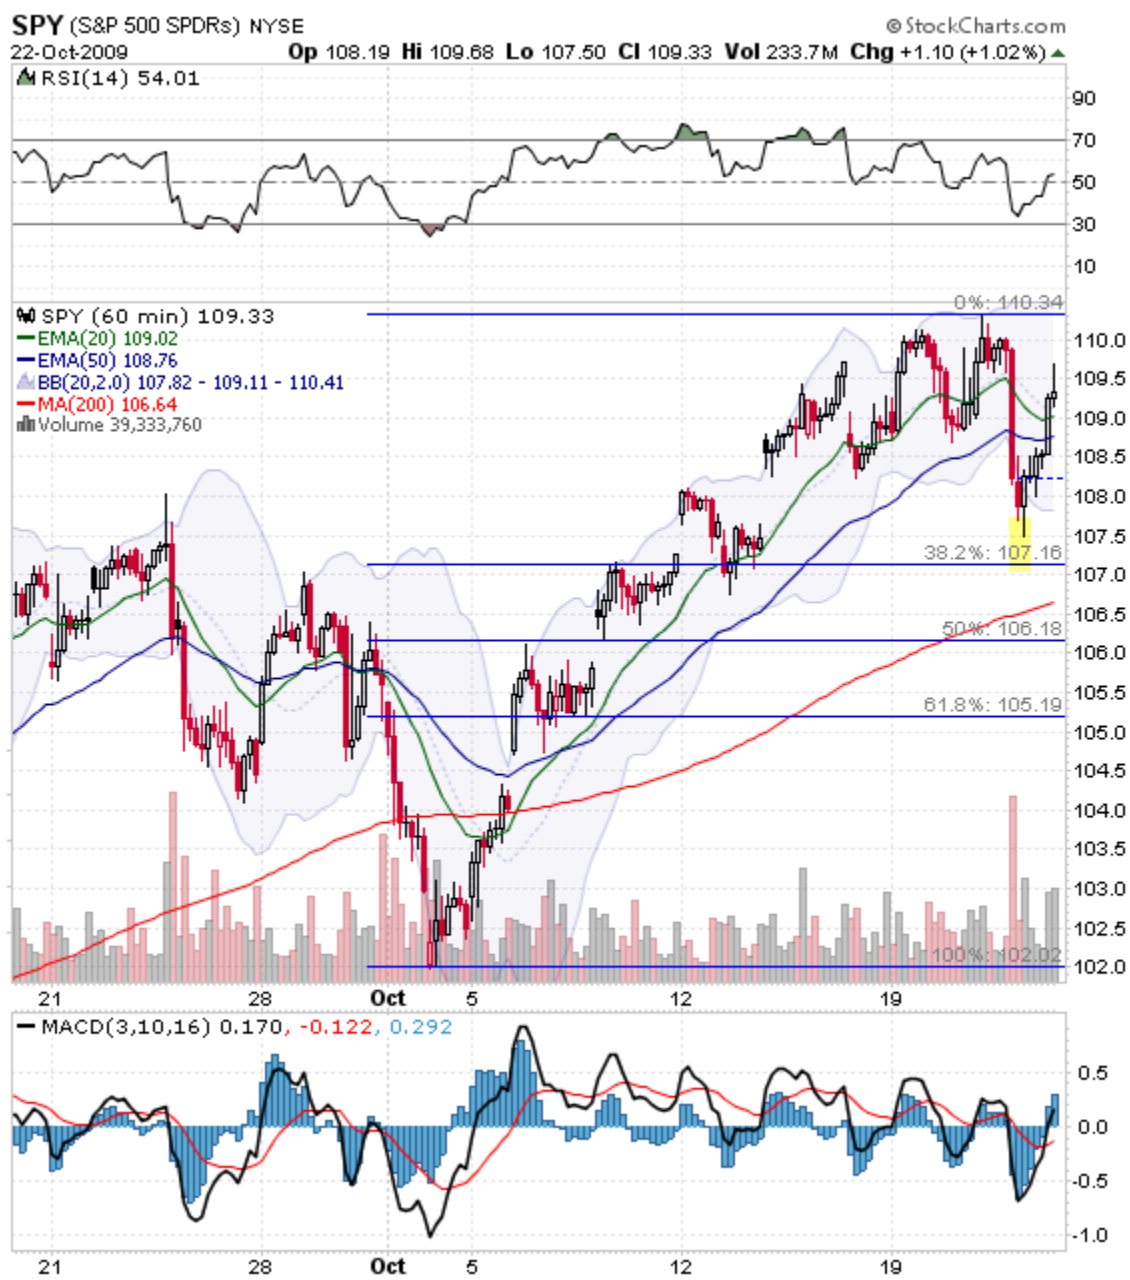 SPY (S&P 500 SPDRs) NYSE © StockCharts.com
22-Oct-2009 Op 108.19 Hi 109.68 Lo 107.50 Cl 109.33 Vol 233.7M Chg +1.10 (+1.02%)
RSI(14) 54.01
90
70
50
30
10
0%: 110.34
SPY (60 min) 109.33
EMA(20) 109.02
EMA(50) 108.76
BB(20,2.0) 107.82 - 109.11 - 110.41
MA(200) 106.64
Volume 39,333,760
110.0
109.5
109.0
108.5
108.0
107.5
38.2%: 107.16
107.0
106.5
50%: 106.18
106.0
105.5
61.8%: 105.19
105.0
104.5
104.0
103.5
103.0
102.5
100%: 102.02
102.0
21 28 Oct 5 12 19
MACD(3,10,16) 0.170, -0.122, 0.292
0.5
0.0
-0.5
-1.0
21 28 Oct 5 12 19